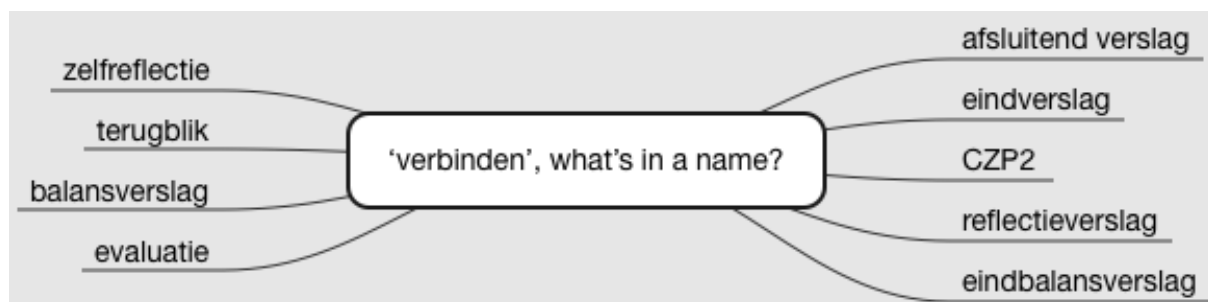 zelfreflectie
terugblik
balansverslag
evaluatie
‘verbinden’, what’s in a name?
afsluitend verslag
eindverslag
CZP2
reflectieverslag
eindbalansverslag